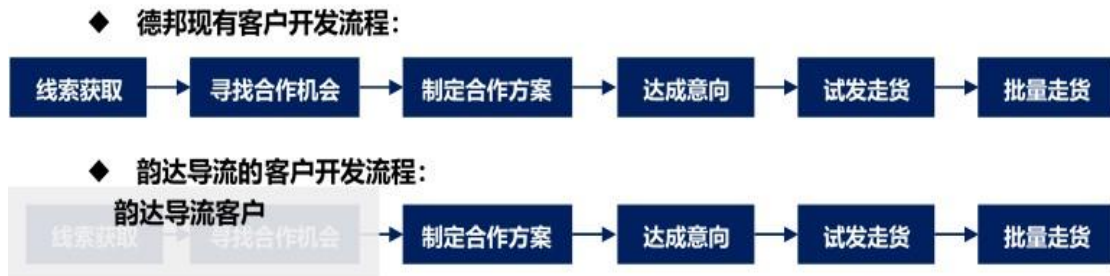 ◆ 德邦现有客户开发流程：
线索获取 寻找合作机会 制定合作方案 达成意向 试发走货 批量走货
◆ 韵达导流的客户开发流程：
韵达导流客户
线索获取 寻找合作机会 制定合作方案 达成意向 试发走货 批量走货